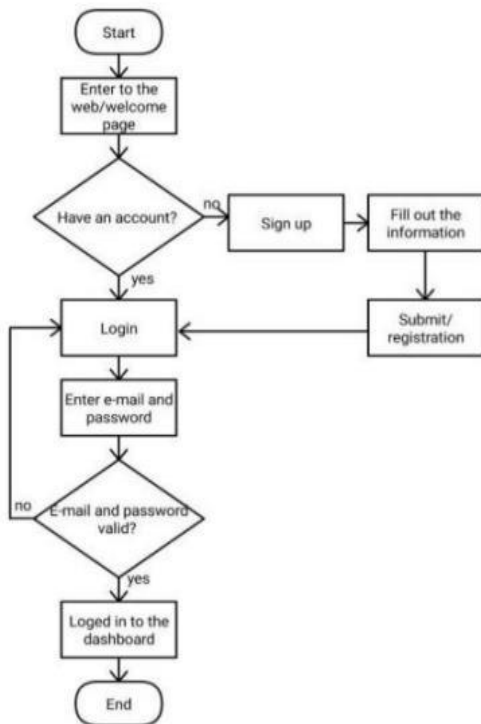 Start
Enter to the
web/welcome
page
Have an account?
no
Sign up
Fill out the
information
yes
Login
Submit/
registration
Enter e-mail and
password
no
E-mail and password
valid?
yes
Loged in to the
dashboard
End